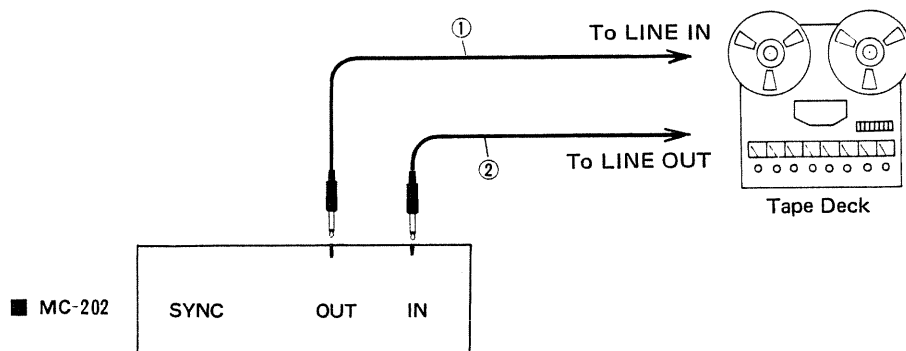 ①
To LINE IN
②
To LINE OUT
Tape Deck
■ MC-202 SYNC OUT IN